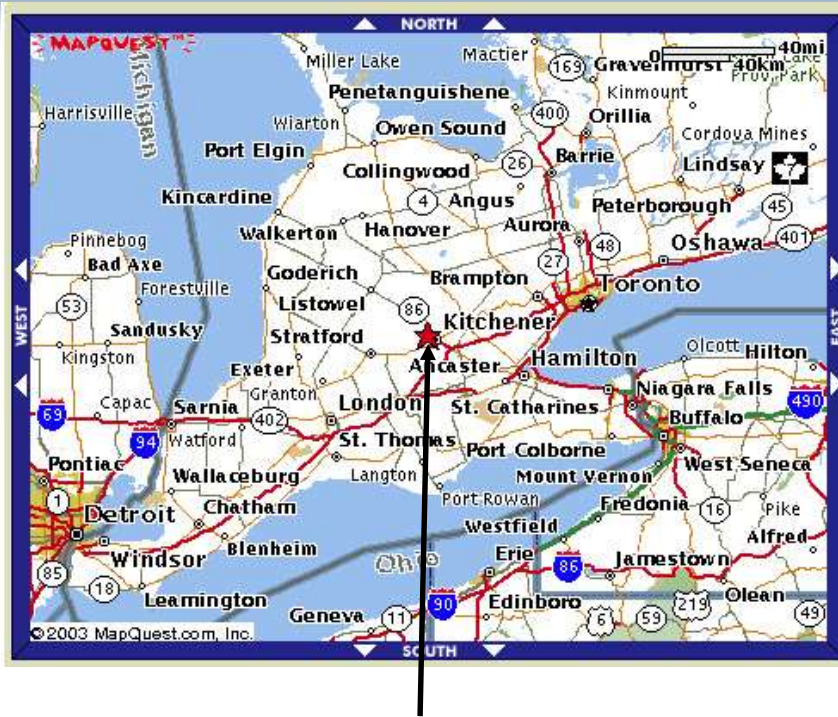 NORTH
MAPQUEST
Michigan
Miller Lake
Mactier
169
Gravenhurst
0
40mi
40km
Prov. Park
Penetanguishene
Kinmount
Harrisville
Wiarton
Owen Sound
400
Orillia
Cordova Mines
Port Elgin
Collingwood
26
Barrie
Lindsay
7
Kincardine
4
Angus
Peterborough
45
Walkerton
Hanover
Aurora
48
Oshawa
401
Pinnebog
Bad Axe
Goderich
Brampton
27
Toronto
Forestville
Listowel
86
53
WEST
EAST
Sandusky
Stratford
Kitchener
Kingston
Exeter
Ancaster
Hamilton
Olcott
Hilton
Capac
Granton
Niagara Falls
69
Sarnia
402
London
St. Catharines
Buffalo
490
94
Watford
St. Thomas
Port Colborne
West Seneca
Pontiac
Wallaceburg
Langton
Mount Vernon
1
Detroit
Chatham
Port Rowan
Fredonia
16
Pike
Windsor
Blenheim
Westfield
Alfred
Ohio
Erie
86
Jamestown
85
18
Leamington
90
Edinboro
Olean
Geneva
11
6
59
219
49
©2003 MapQuest.com, Inc.
SOUTH